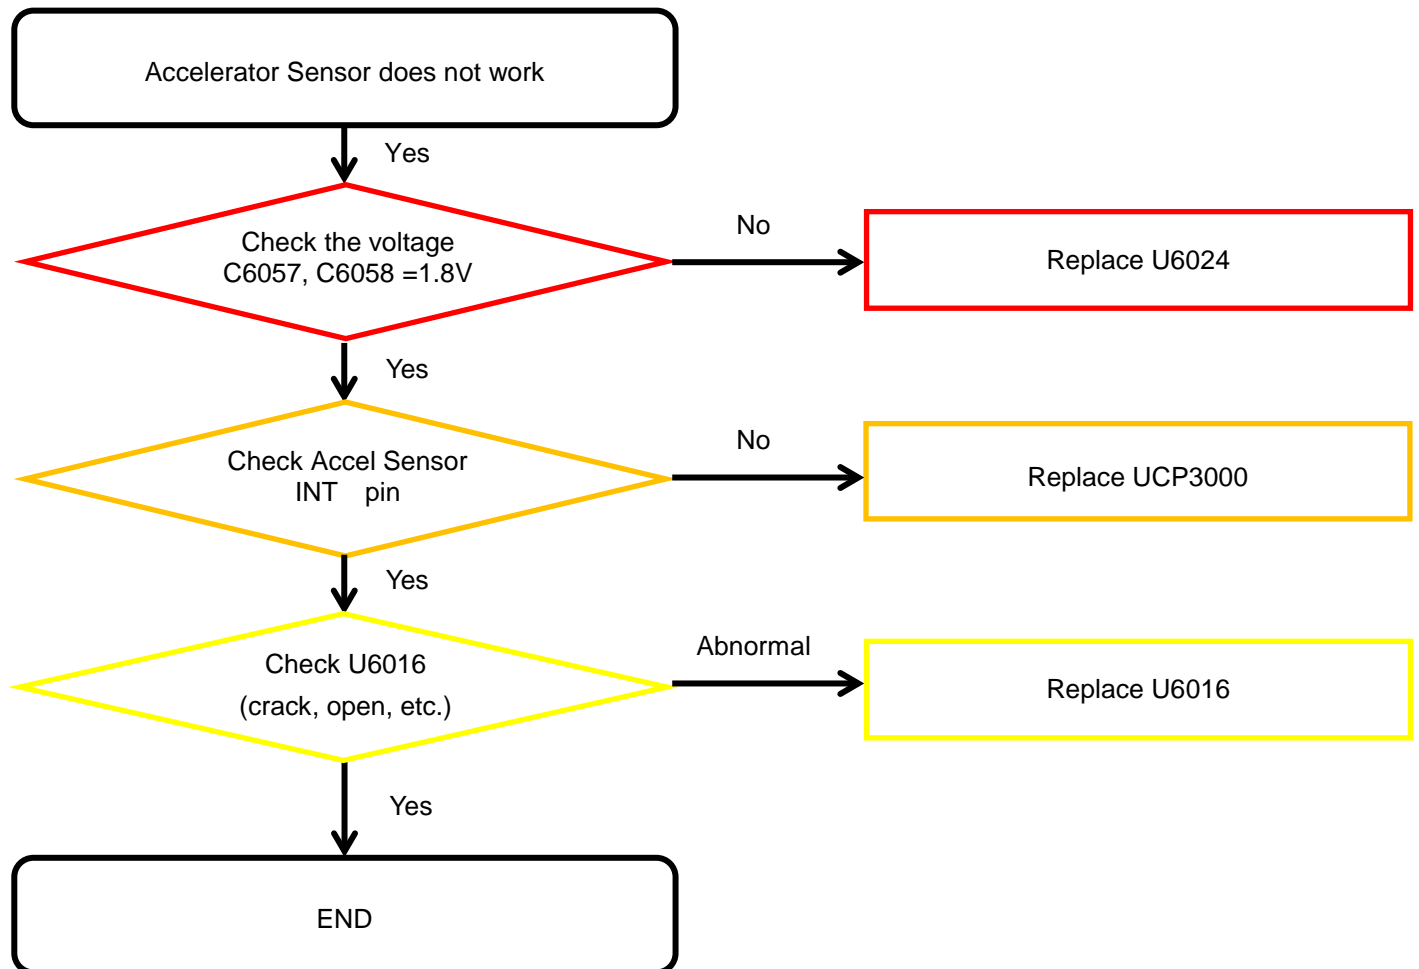 Accelerator Sensor does not work
Yes
Check the voltage
C6057, C6058 =1.8V
No
Replace U6024
Yes
Check Accel Sensor
INT pin
No
Replace UCP3000
Yes
Check U6016
(crack, open, etc.)
Abnormal
Replace U6016
Yes
END